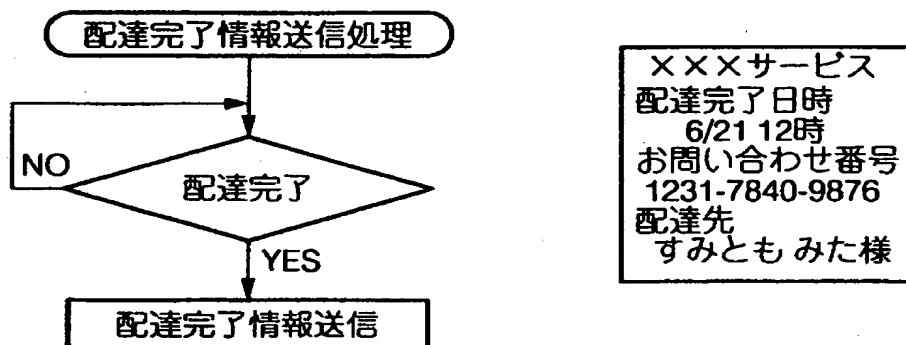 配達完了情報送信処理
NO
配達完了
YES
配達完了情報送信
×××サービス
配達完了日時
6/21 12時
お問い合わせ番号
1231-7840-9876
配達先
すみとも みた様